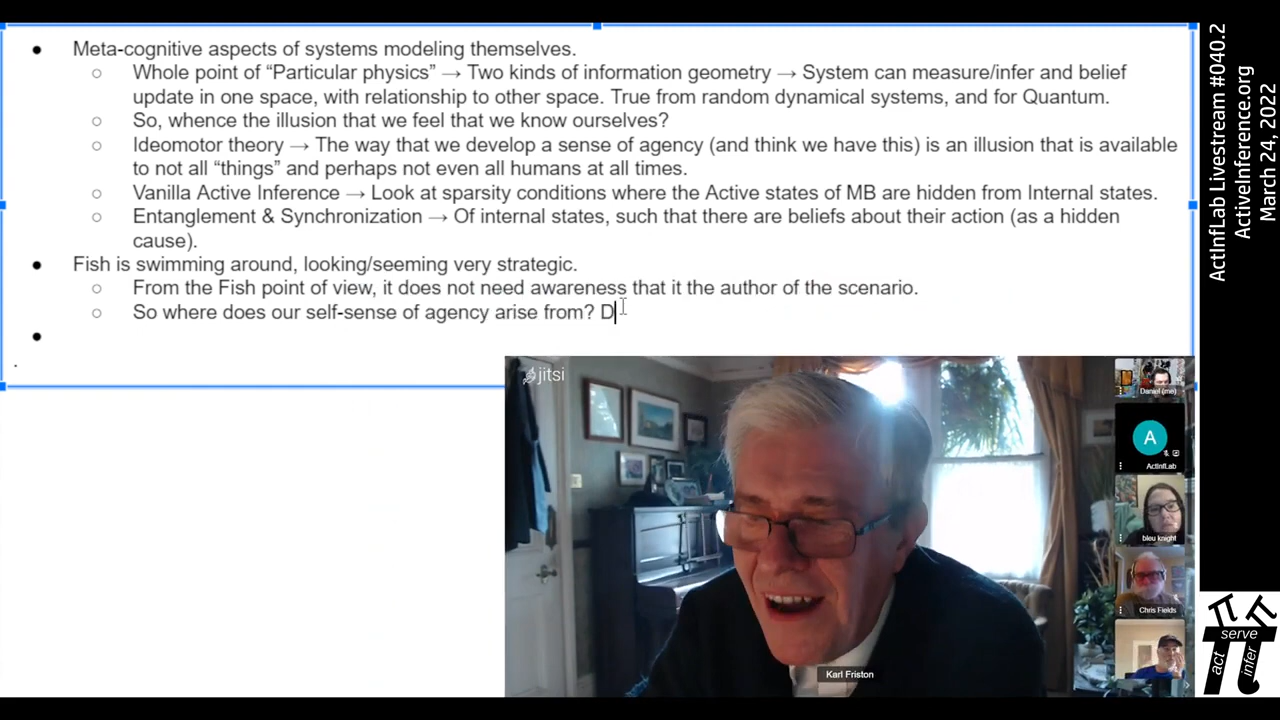 Meta-cognitive aspects of systems modeling themselves.
Whole point of “Particular physics” → Two kinds of information geometry → System can measure/infer and belief
update in one space, with relationship to other space. True from random dynamical systems, and for Quantum.
So, whence the illusion that we feel that we know ourselves?
Ideomotor theory → The way that we develop a sense of agency (and think we have this) is an illusion that is available
to not all “things” and perhaps not even all humans at all times.
Vanilla Active Inference → Look at sparsity conditions where the Active states of MB are hidden from Internal states.
Entanglement & Synchronization → Of internal states, such that there are beliefs about their action (as a hidden
cause).
Fish is swimming around, looking/seeming very strategic.
From the Fish point of view, it does not need awareness that it the author of the scenario.
So where does our self-sense of agency arise from? D
jitsi
Karl Friston
Daniel (me)
A
ActInfLab
bleu knight
Chris Fields
ActInfLab Livestream #040.2
ActiveInference.org
March 24, 2022
act
serve
infer